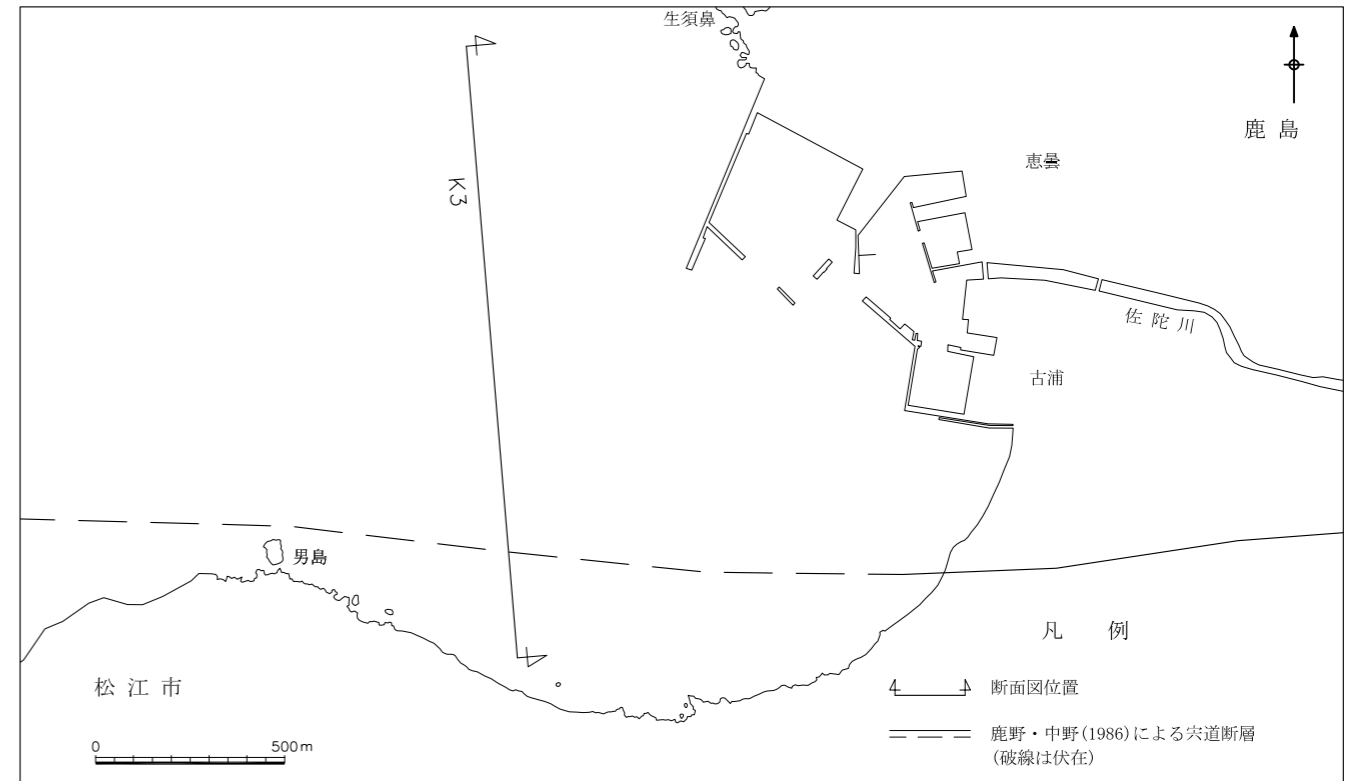 生須鼻
鹿島
恵曇
K3
佐陀川
古浦
男島
凡例
松江市
断面図位置
0 500m
鹿野・中野(1986)による宍道断層
(破線は伏在)